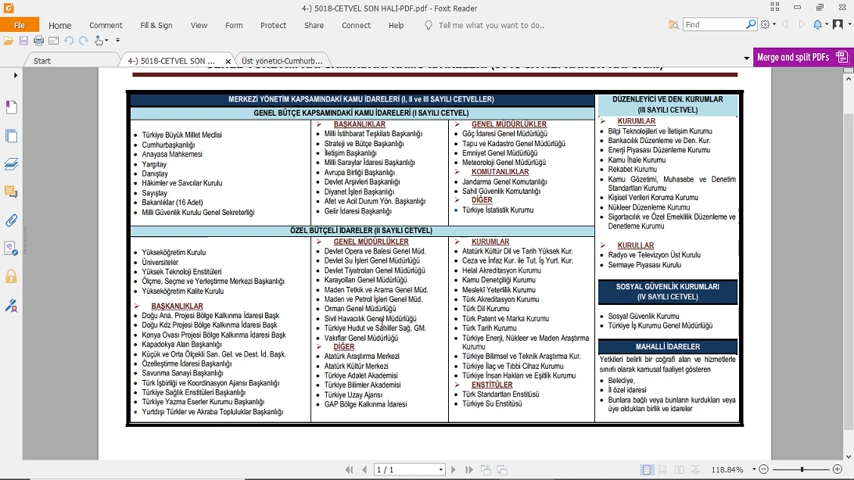 4-) 5018-CETVEL SON HALİ-PDF.pdf - Foxit Reader
File
Home
Comment
Fill & Sign
View
Form
Protect
Share
Connect
Help
Tell me what you want to do...
Find
Start
4-) 5018-CETVEL SON ...
Üst yönetici-Cumhurb...
Merge and split PDFs
MERKEZİ YÖNETİM KAPSAMINDAKİ KAMU İDARELERİ (I, II ve III SAYILI CETVELLER)
GENEL BÜTÇE KAPSAMINDAKİ KAMU İDARELERİ (I SAYILI CETVEL)
Türkiye Büyük Millet Meclisi
Cumhurbaşkanlığı
Anayasa Mahkemesi
Yargıtay
Danıştay
Hâkimler ve Savcılar Kurulu
Sayıştay
Bakanlıklar (16 Adet)
Milli Güvenlik Kurulu Genel Sekreterliği
BAŞKANLIKLAR
Milli İstihbarat Teşkilatı Başkanlığı
Strateji ve Bütçe Başkanlığı
İletişim Başkanlığı
Milli Saraylar İdaresi Başkanlığı
Avrupa Birliği Başkanlığı
Devlet Arşivleri Başkanlığı
Diyanet İşleri Başkanlığı
Afet ve Acil Durum Yön. Başkanlığı
Gelir İdaresi Başkanlığı
GENEL MÜDÜRLÜKLER
Göç İdaresi Genel Müdürlüğü
Tapu ve Kadastro Genel Müdürlüğü
Emniyet Genel Müdürlüğü
Meteoroloji Genel Müdürlüğü
KOMUTANLIKLAR
Jandarma Genel Komutanlığı
Sahil Güvenlik Komutanlığı
DİĞER
Türkiye İstatistik Kurumu
ÖZEL BÜTÇELİ İDARELER (II SAYILI CETVEL)
Yükseköğretim Kurulu
Üniversiteler
Yüksek Teknoloji Enstitüleri
Ölçme, Seçme ve Yerleştirme Merkezi Başkanlığı
Yükseköğretim Kalite Kurulu
BAŞKANLIKLAR
Doğu Ana. Projesi Bölge Kalkınma İdaresi Başk
Doğu Kdz Projesi Bölge Kalkınma İdaresi Başk
Konya Ovası Projesi Bölge Kalkınma İdaresi Başk
Kapadokya Alan Başkanlığı
Küçük ve Orta Ölçekli San. Gel. ve Dest. İd. Başk.
Özelleştirme İdaresi Başkanlığı
Savunma Sanayi Başkanlığı
Türk İşbirliği ve Koordinasyon Ajansı Başkanlığı
Türkiye Sağlık Enstitüleri Başkanlığı
Türkiye Yazma Eserler Kurumu Başkanlığı
Yurtdışı Türkler ve Akraba Topluluklar Başkanlığı
GENEL MÜDÜRLÜKLER
Devlet Opera ve Balesi Genel Müd.
Devlet Su İşleri Genel Müdürlüğü
Devlet Tiyatroları Genel Müdürlüğü
Karayolları Genel Müdürlüğü
Maden Tetkik ve Arama Genel Müd.
Maden ve Petrol İşleri Genel Müd.
Orman Genel Müdürlüğü
Sivil Havacılık Genel Müdürlüğü
Türkiye Hudut ve Sahiller Sağ. GM.
Vakıflar Genel Müdürlüğü
DİĞER
Atatürk Araştırma Merkezi
Atatürk Kültür Merkezi
Türkiye Adalet Akademisi
Türkiye Bilimler Akademisi
Türkiye Uzay Ajansı
GAP Bölge Kalkınma İdaresi
KURUMLAR
Atatürk Kültür Dil ve Tarih Yüksek Kur.
Ceza ve İnfaz Kur. ile Tut. İş Yurt. Kur.
Helal Akreditasyon Kurumu
Kamu Denetçiliği Kurumu
Mesleki Yeterlilik Kurumu
Türk Akreditasyon Kurumu
Türk Dil Kurumu
Türk Patent ve Marka Kurumu
Türk Tarih Kurumu
Türkiye Enerji, Nükleer ve Maden Araştırma
Kurumu
Türkiye Bilimsel ve Teknik Araştırma Kur.
Türkiye İlaç ve Tıbbi Cihaz Kurumu
Türkiye İnsan Hakları ve Eşitlik Kurumu
ENSTİTÜLER
Türk Standartları Enstitüsü
Türkiye Su Enstitüsü
DÜZENLEYİCİ VE DEN. KURUMLAR
(III SAYILI CETVEL)
KURUMLAR
Bilgi Teknolojileri ve İletişim Kurumu
Bankacılık Düzenleme ve Den. Kur.
Enerji Piyasası Düzenleme Kurumu
Kamu İhale Kurumu
Rekabet Kurumu
Kamu Gözetimi, Muhasebe ve Denetim
Standartları Kurumu
Kişisel Verileri Koruma Kurumu
Nükleer Düzenleme Kurumu
Sigortacılık ve Özel Emeklilik Düzenleme ve
Denetleme Kurumu
KURULLAR
Radyo ve Televizyon Üst Kurulu
Sermaye Piyasası Kurulu
SOSYAL GÜVENLİK KURUMLARI
(IV SAYILI CETVEL)
Sosyal Güvenlik Kurumu
Türkiye İş Kurumu Genel Müdürlüğü
MAHALLİ İDARELER
Yetkileri belirli bir coğrafi alan ve hizmetlerle
sınırlı olarak kamusal faaliyet gösteren
Belediye,
İl özel idaresi
Bunlara bağlı veya bunların kurdukları veya
üye oldukları birlik ve idareler
1 / 1
118.84%